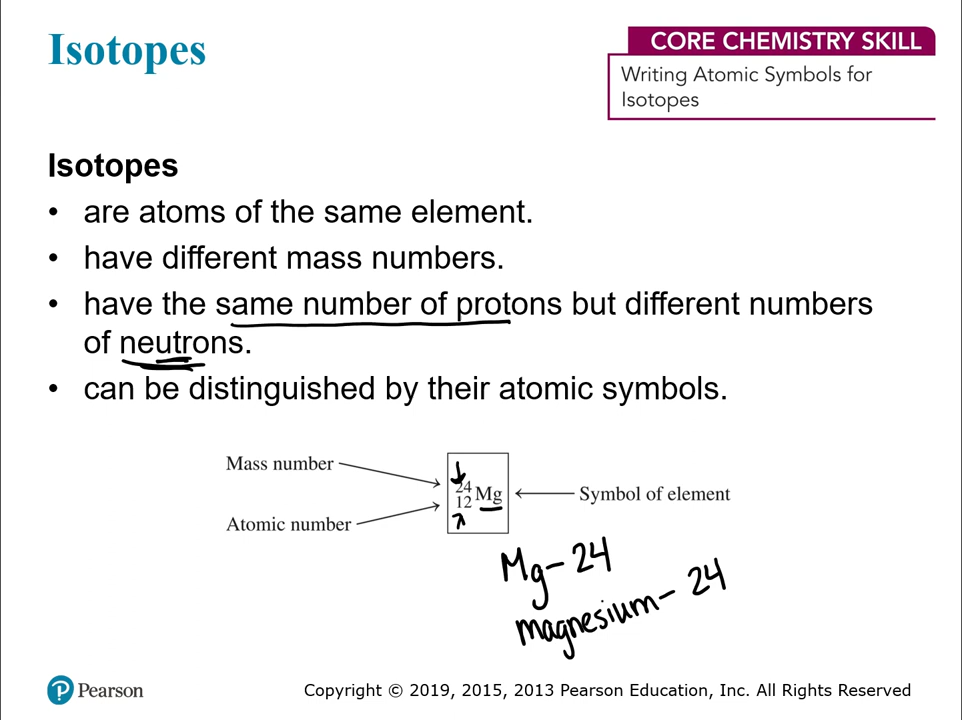 Isotopes
CORE CHEMISTRY SKILL
Writing Atomic Symbols for
Isotopes
Isotopes
• are atoms of the same element.
• have different mass numbers.
• have the same number of protons but different numbers
of neutrons.
• can be distinguished by their atomic symbols.
Mass number
24
12 Mg
Symbol of element
Atomic number
Mg-24
magnesium-24
Pearson
Copyright © 2019, 2015, 2013 Pearson Education, Inc. All Rights Reserved